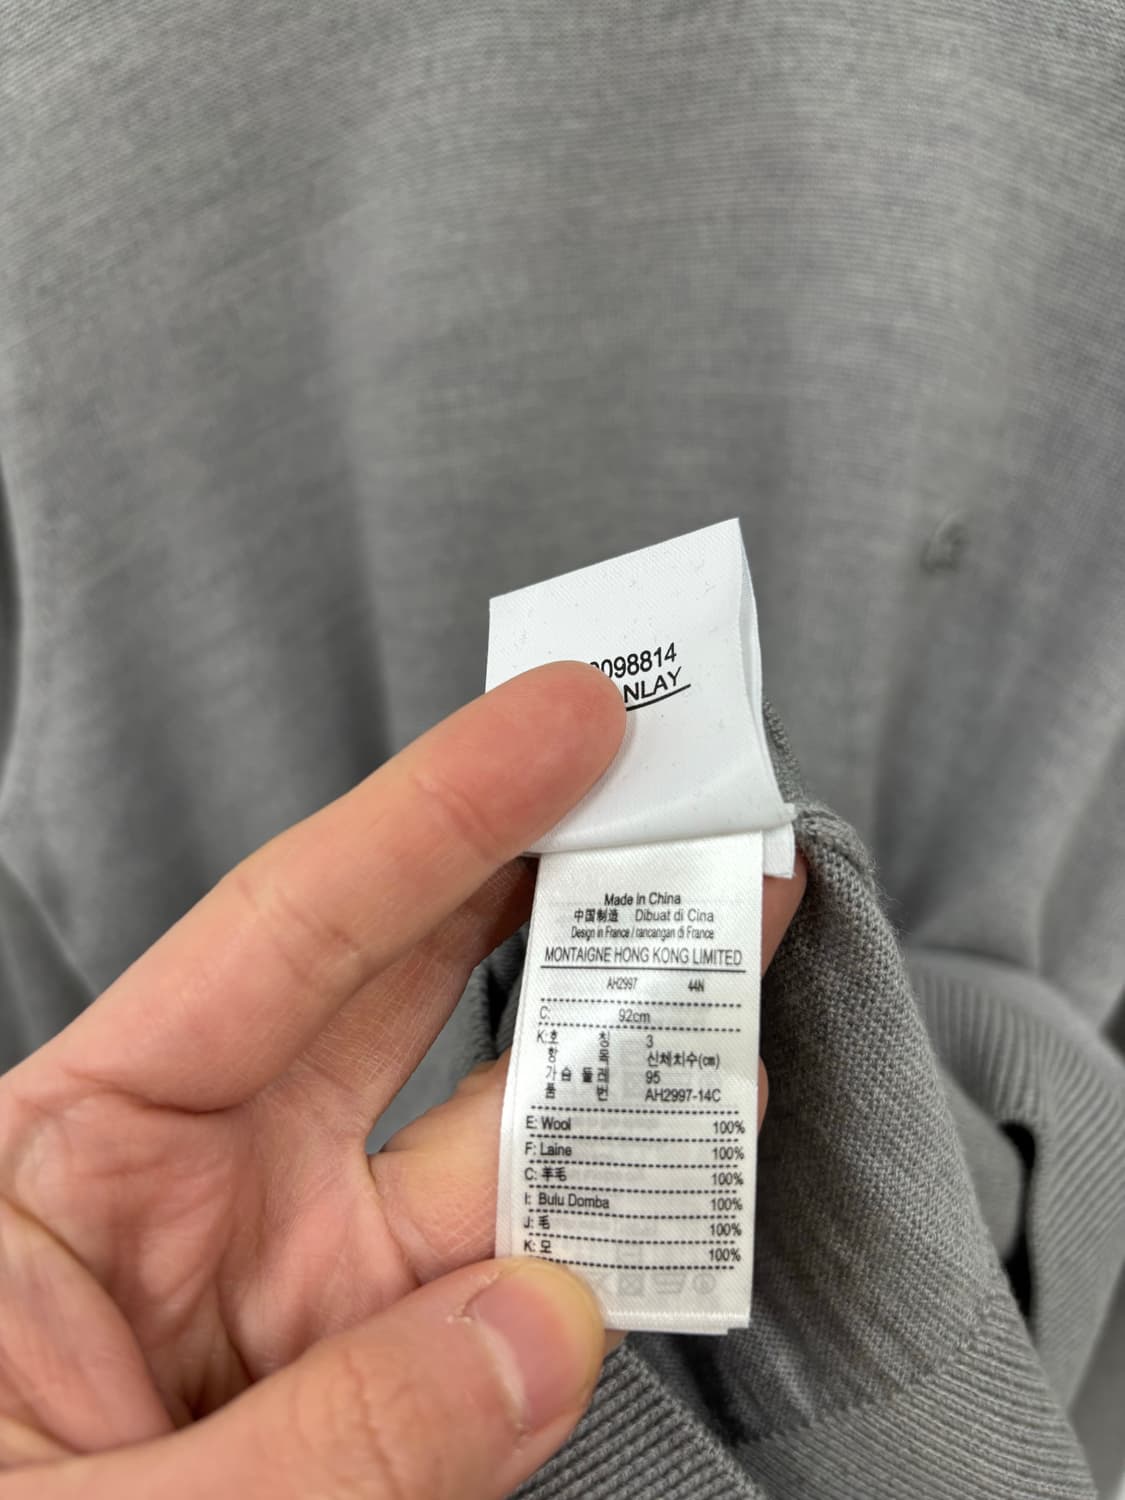 098814
NLAY
Made in China
中国制造 Dibuat di Cina
Design in France / rancangan di France
MONTAIGNE HONG KONG LIMITED
AH2997 44N
C: 92cm
K:호 칭 3
항 목 신체치수(cm)
가슴 둘레 95
품 번 AH2997-14C
E: Wool 100%
F: Laine 100%
C: 羊毛 100%
I: Bulu Domba 100%
J: 毛 100%
K: 모 100%